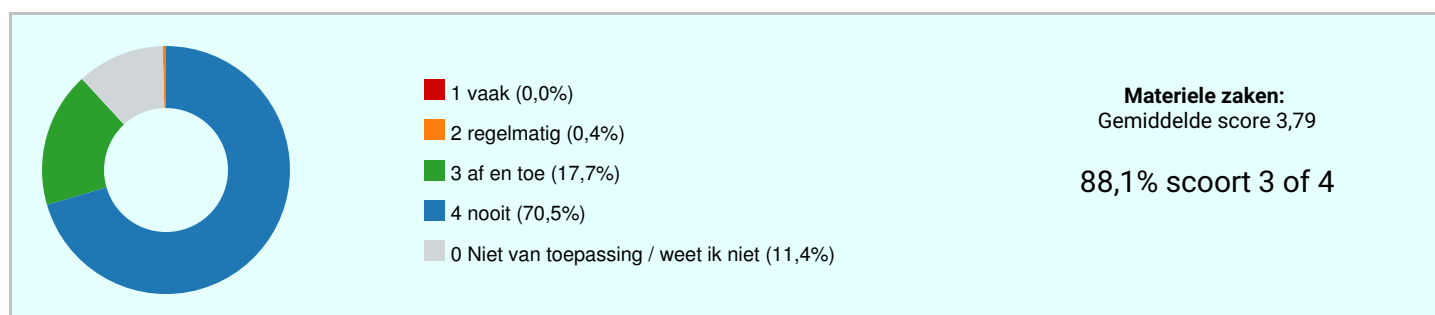 1 vaak (0,0%)
2 regelmatig (0,4%)
3 af en toe (17,7%)
4 nooit (70,5%)
0 Niet van toepassing / weet ik niet (11,4%)
Materiele zaken:
Gemiddelde score 3,79
88,1% scoort 3 of 4